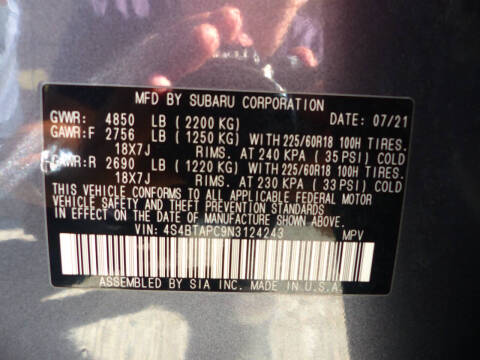 MFD BY SUBARU CORPORATION
GVWR: 4850 LB (2200 KG) DATE: 07/21
GAWR:F 2756 LB (1250 KG) WITH 225/60R18 100H TIRES.
18X7J RIMS. AT 240 KPA (35 PSI) COLD
GAWR:R 2690 LB (1220 KG) WITH 225/60R18 100H TIRES.
18X7J RIMS. AT 230 KPA (33 PSI) COLD
THIS VEHICLE CONFORMS TO ALL APPLICABLE FEDERAL MOTOR
VEHICLE SAFETY AND THEFT PREVENTION STANDARDS
IN EFFECT ON THE DATE OF MANUFACTURE SHOWN ABOVE.
VIN: 4S4BTAPC9N3124243 MPV
ASSEMBLED BY SIA INC. MADE IN U.S.A.